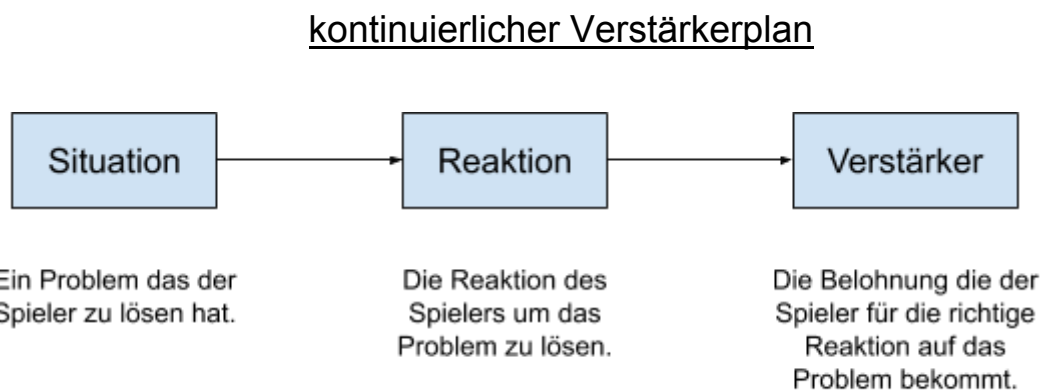 kontinuierlicher Verstärkerplan
Situation
Reaktion
Verstärker
Ein Problem das der
Spieler zu lösen hat.
Die Reaktion des
Spielers um das
Problem zu lösen.
Die Belohnung die der
Spieler für die richtige
Reaktion auf das
Problem bekommt.